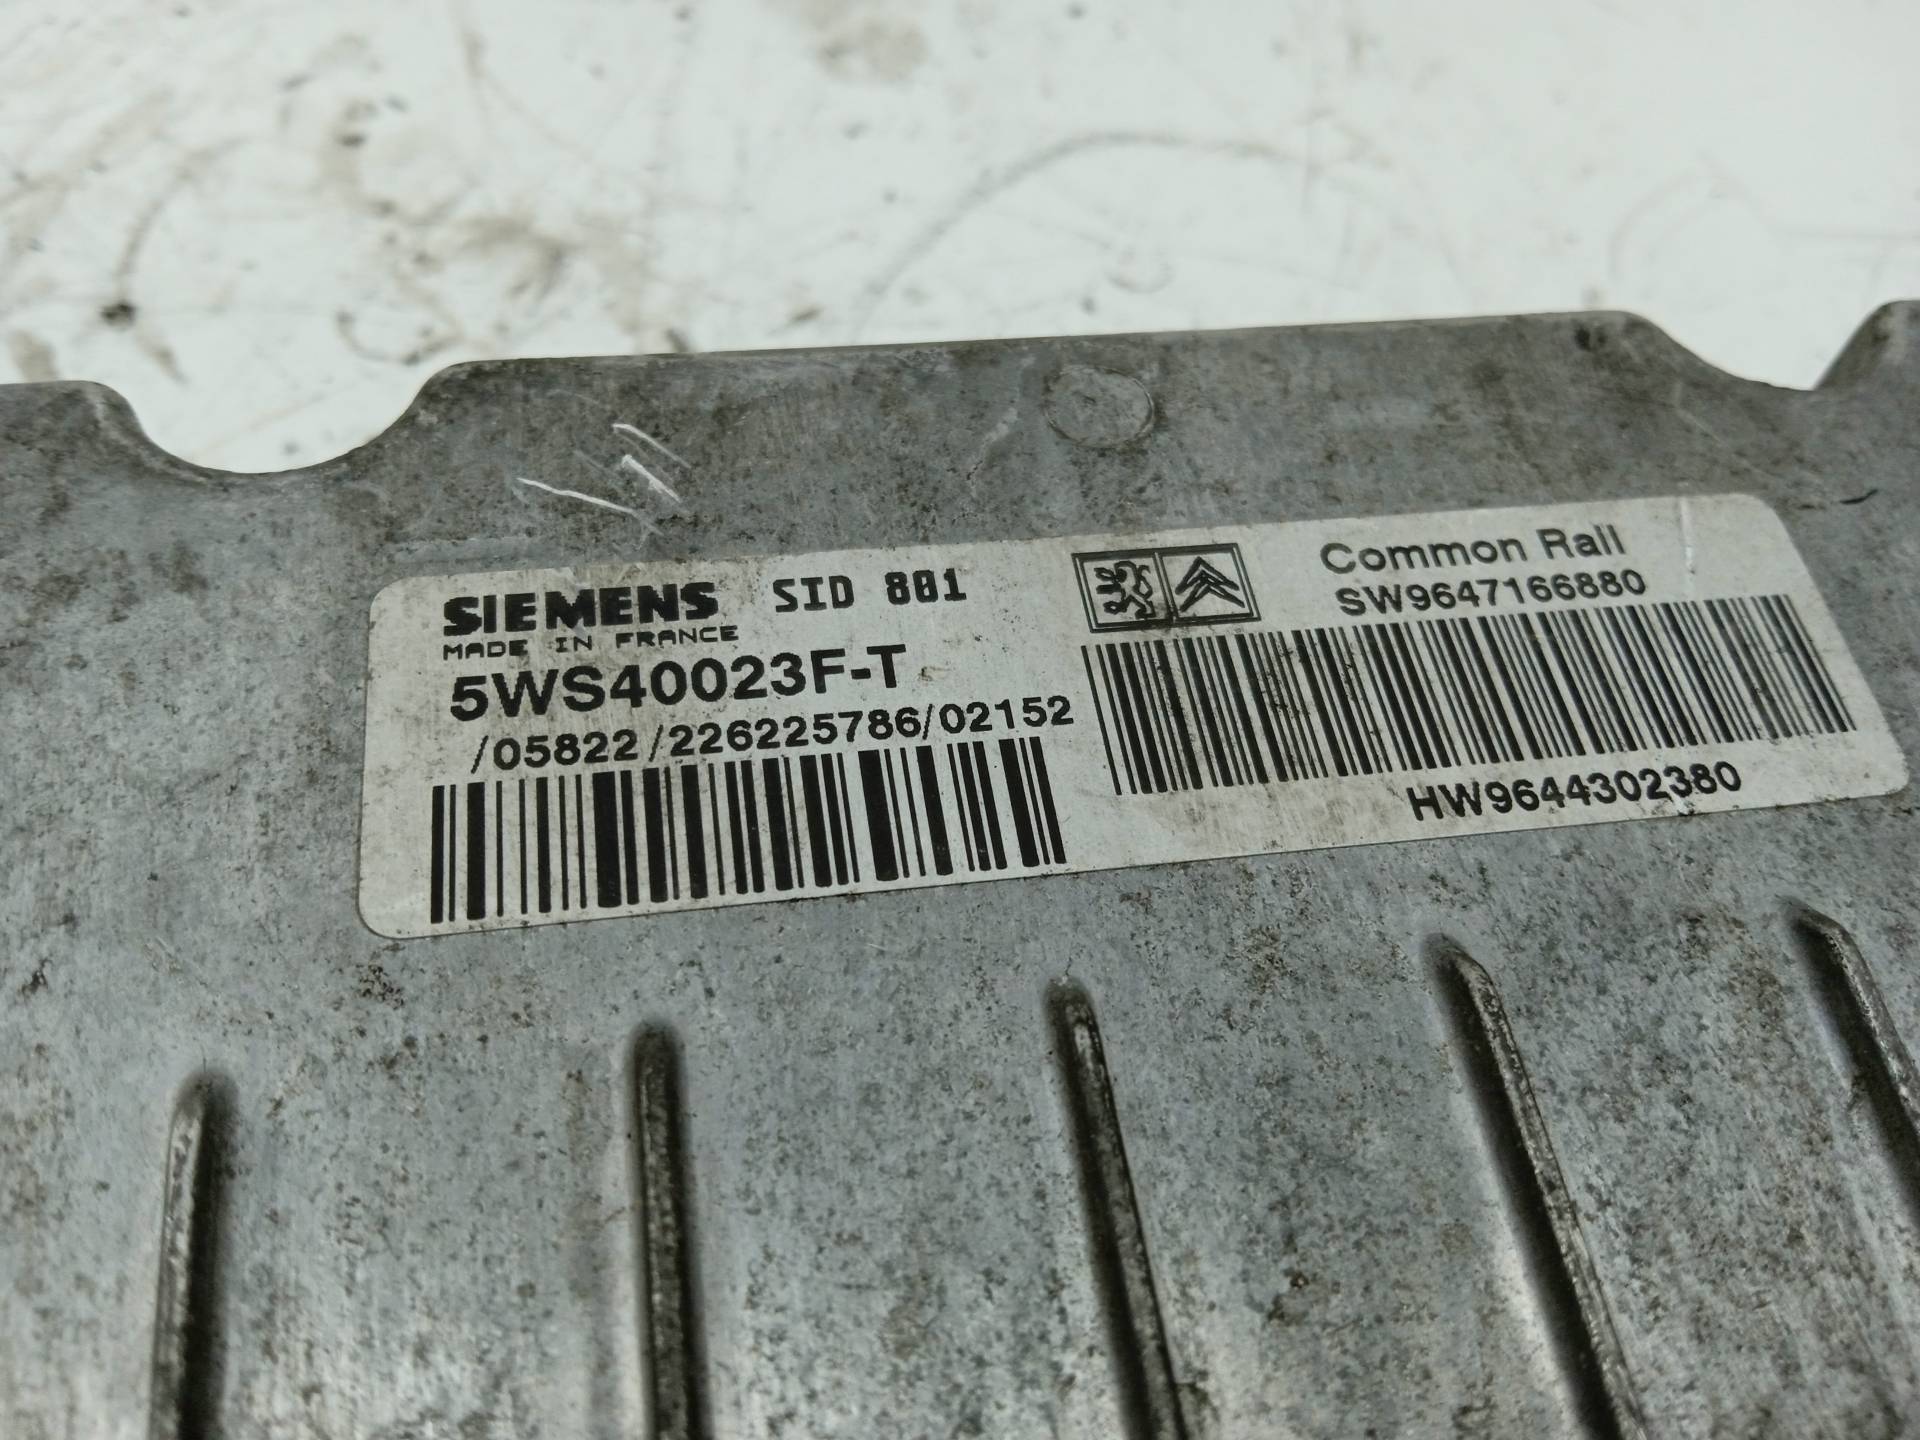 SIEMENS SID 801
MADE IN FRANCE
5WS40023F-T
/05822/226225786/02152
Common Rail
SW9647166880
HW9644302380